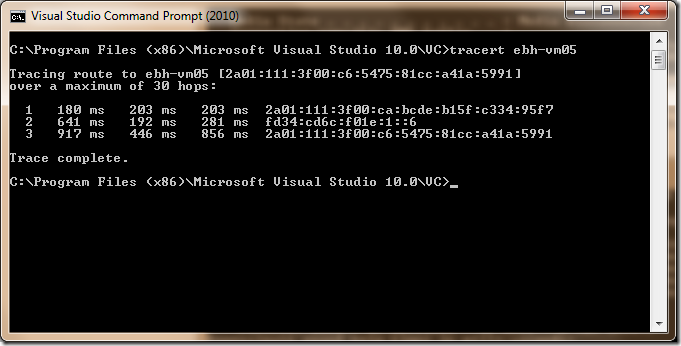 Visual Studio Command Prompt (2010)
C:\Program Files (x86)\Microsoft Visual Studio 10.0\VC>tracert ebh-vm05
Tracing route to ebh-vm05 [2a01:111:3f00:c6:5475:81cc:a41a:5991]
over a maximum of 30 hops:
1 180 ms 203 ms 203 ms 2a01:111:3f00:ca:bcde:b15f:c334:95f7
2 641 ms 192 ms 281 ms fd34:cd6c:f01e:1::6
3 917 ms 446 ms 856 ms 2a01:111:3f00:c6:5475:81cc:a41a:5991
Trace complete.
C:\Program Files (x86)\Microsoft Visual Studio 10.0\VC>_